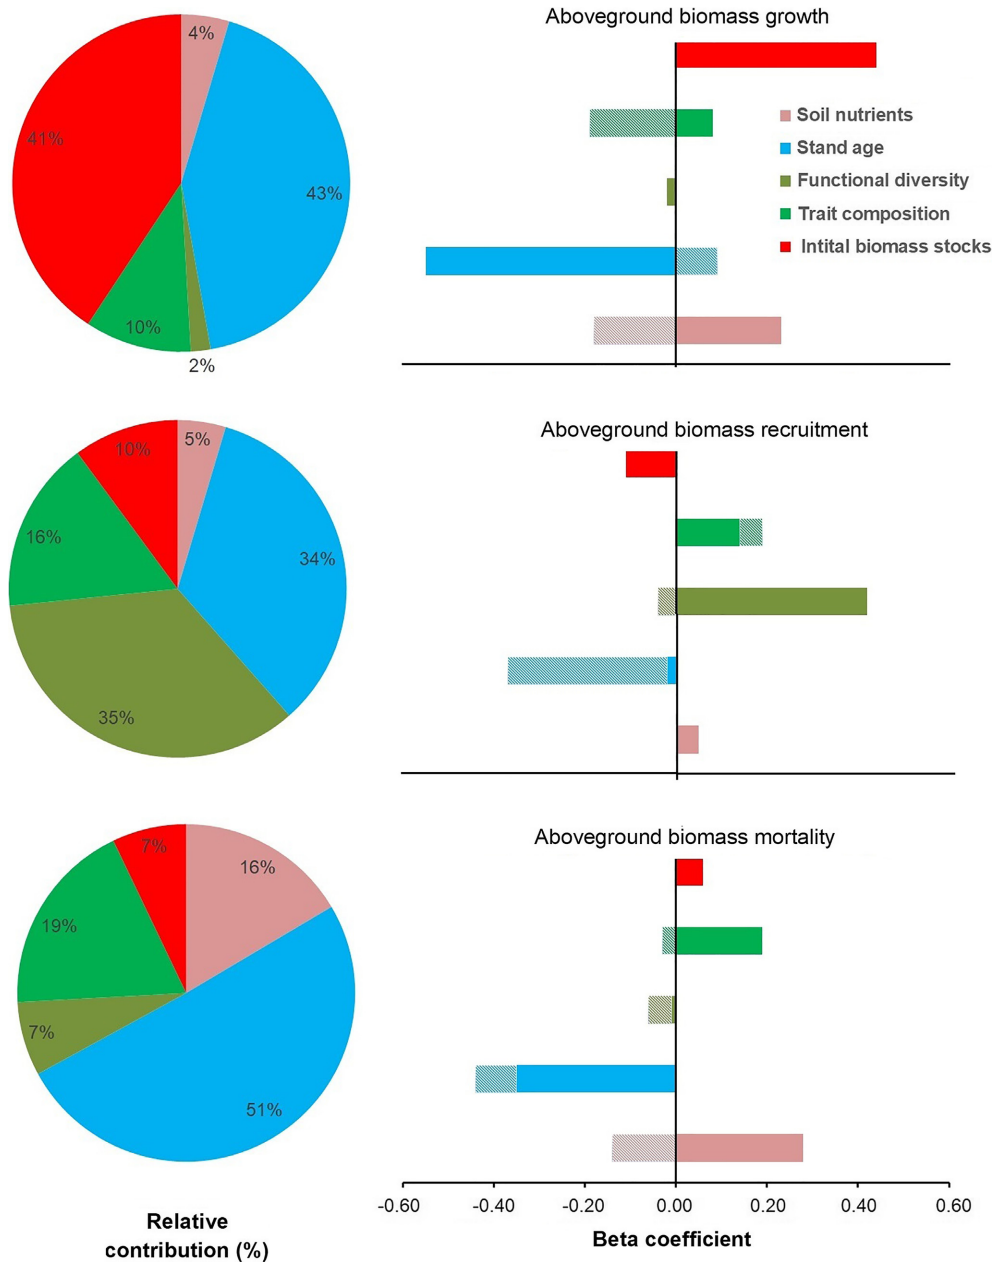 Aboveground biomass growth
4%
41%
43%
10%
2%
Soil nutrients
Stand age
Functional diversity
Trait composition
Intital biomass stocks
Aboveground biomass recruitment
10%
5%
16%
34%
35%
Aboveground biomass mortality
7%
16%
19%
7%
51%
-0.60 -0.40 -0.20 0.00 0.20 0.40 0.60
Relative
contribution (%)
Beta coefficient